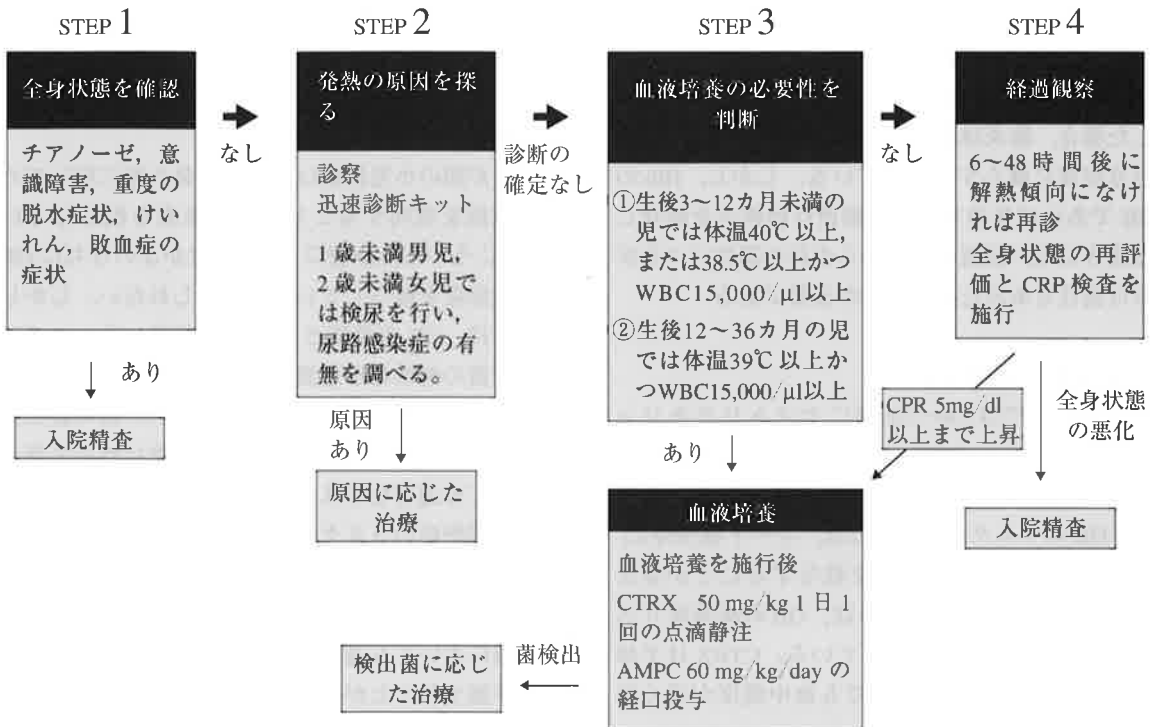 STEP 1
全身状態を確認
チアノーゼ，意
識障害，重度の
脱水症状，けい
れん，敗血症の
症状
なし
あり
入院精査
STEP 2
発熱の原因を探
る
診察
迅速診断キット
1歳未満男児，
2歳未満女児で
は検尿を行い，
尿路感染症の有
無を調べる。
診断の
確定なし
原因
あり
原因に応じた
治療
STEP 3
血液培養の必要性を
判断
①生後3〜12カ月未満の
児では体温40℃以上，
または38.5℃以上かつ
WBC15,000/μl以上
②生後12〜36カ月の児
では体温39℃以上か
つWBC15,000/μl以上
なし
あり
血液培養
血液培養を施行後
CTRX 50 mg/kg 1日1
回の点滴静注
AMPC 60 mg/kg/day の
経口投与
菌検出
検出菌に応じ
た治療
STEP 4
経過観察
6〜48時間後に
解熱傾向になけ
れば再診
全身状態の再評
価とCRP検査を
施行
CPR 5mg/dl
以上まで上昇
全身状態
の悪化
入院精査